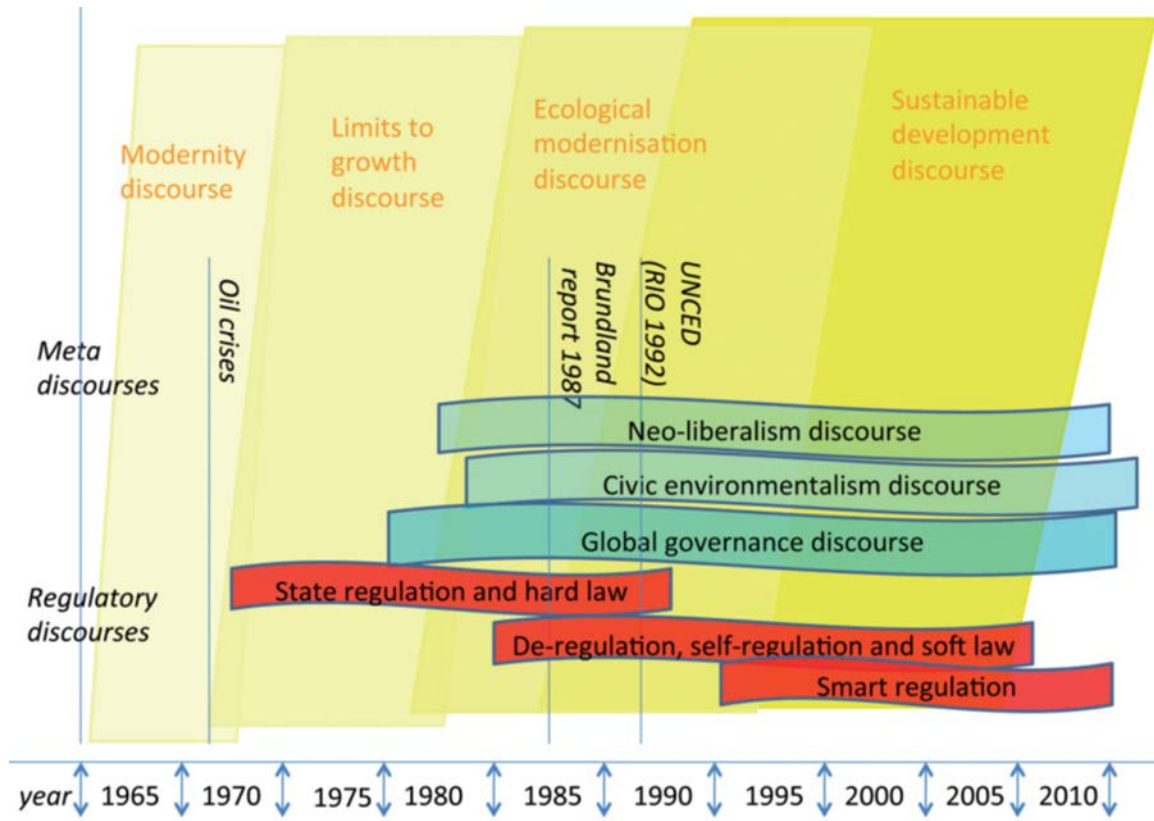 Modernity
discourse
Limits to
growth
discourse
Ecological
modernisation
discourse
Sustainable
development
discourse
Oil crises
Brundland
report 1987
UNCED
(RIO 1992)
Meta
discourses
Neo-liberalism discourse
Civic environmentalism discourse
Global governance discourse
Regulatory
discourses
State regulation and hard law
De-regulation, self-regulation and soft law
Smart regulation
year 1965 1970 1975 1980 1985 1990 1995 2000 2005 2010